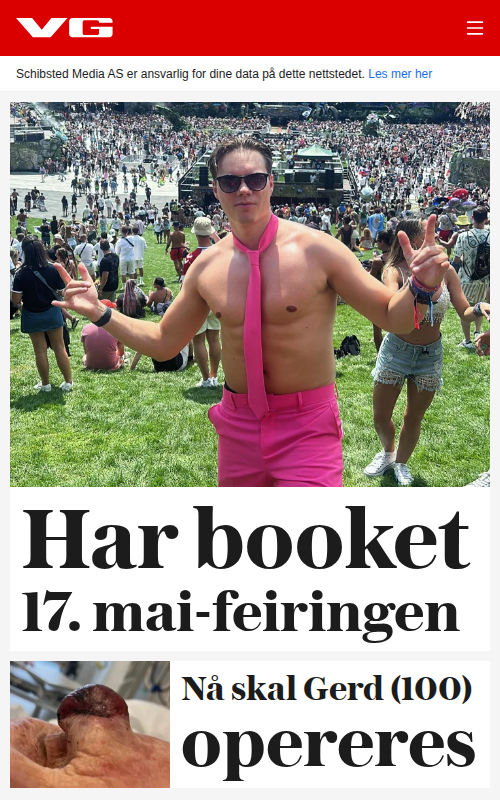 VG
Schibsted Media AS er ansvarlig for dine data på dette nettstedet. Les mer her
Har booket
17. mai-feiringen
Nå skal Gerd (100)
opereres